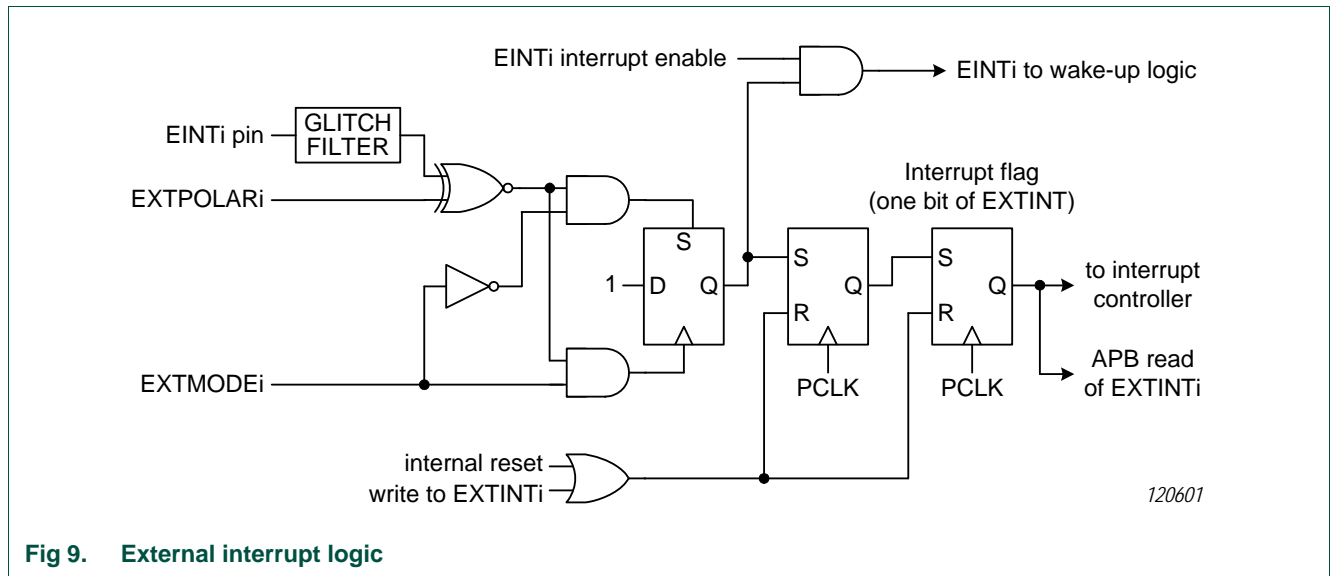 EINTi interrupt enable
EINTi to wake-up logic
GLITCH
FILTER
EINTi pin
Interrupt flag
(one bit of EXTINT)
EXTPOLARi
S
1
D
Q
S
Q
R
S
Q
R
to interrupt
controller
EXTMODEi
PCLK
PCLK
APB read
of EXTINTi
internal reset
write to EXTINTi
120601
Fig 9. External interrupt logic